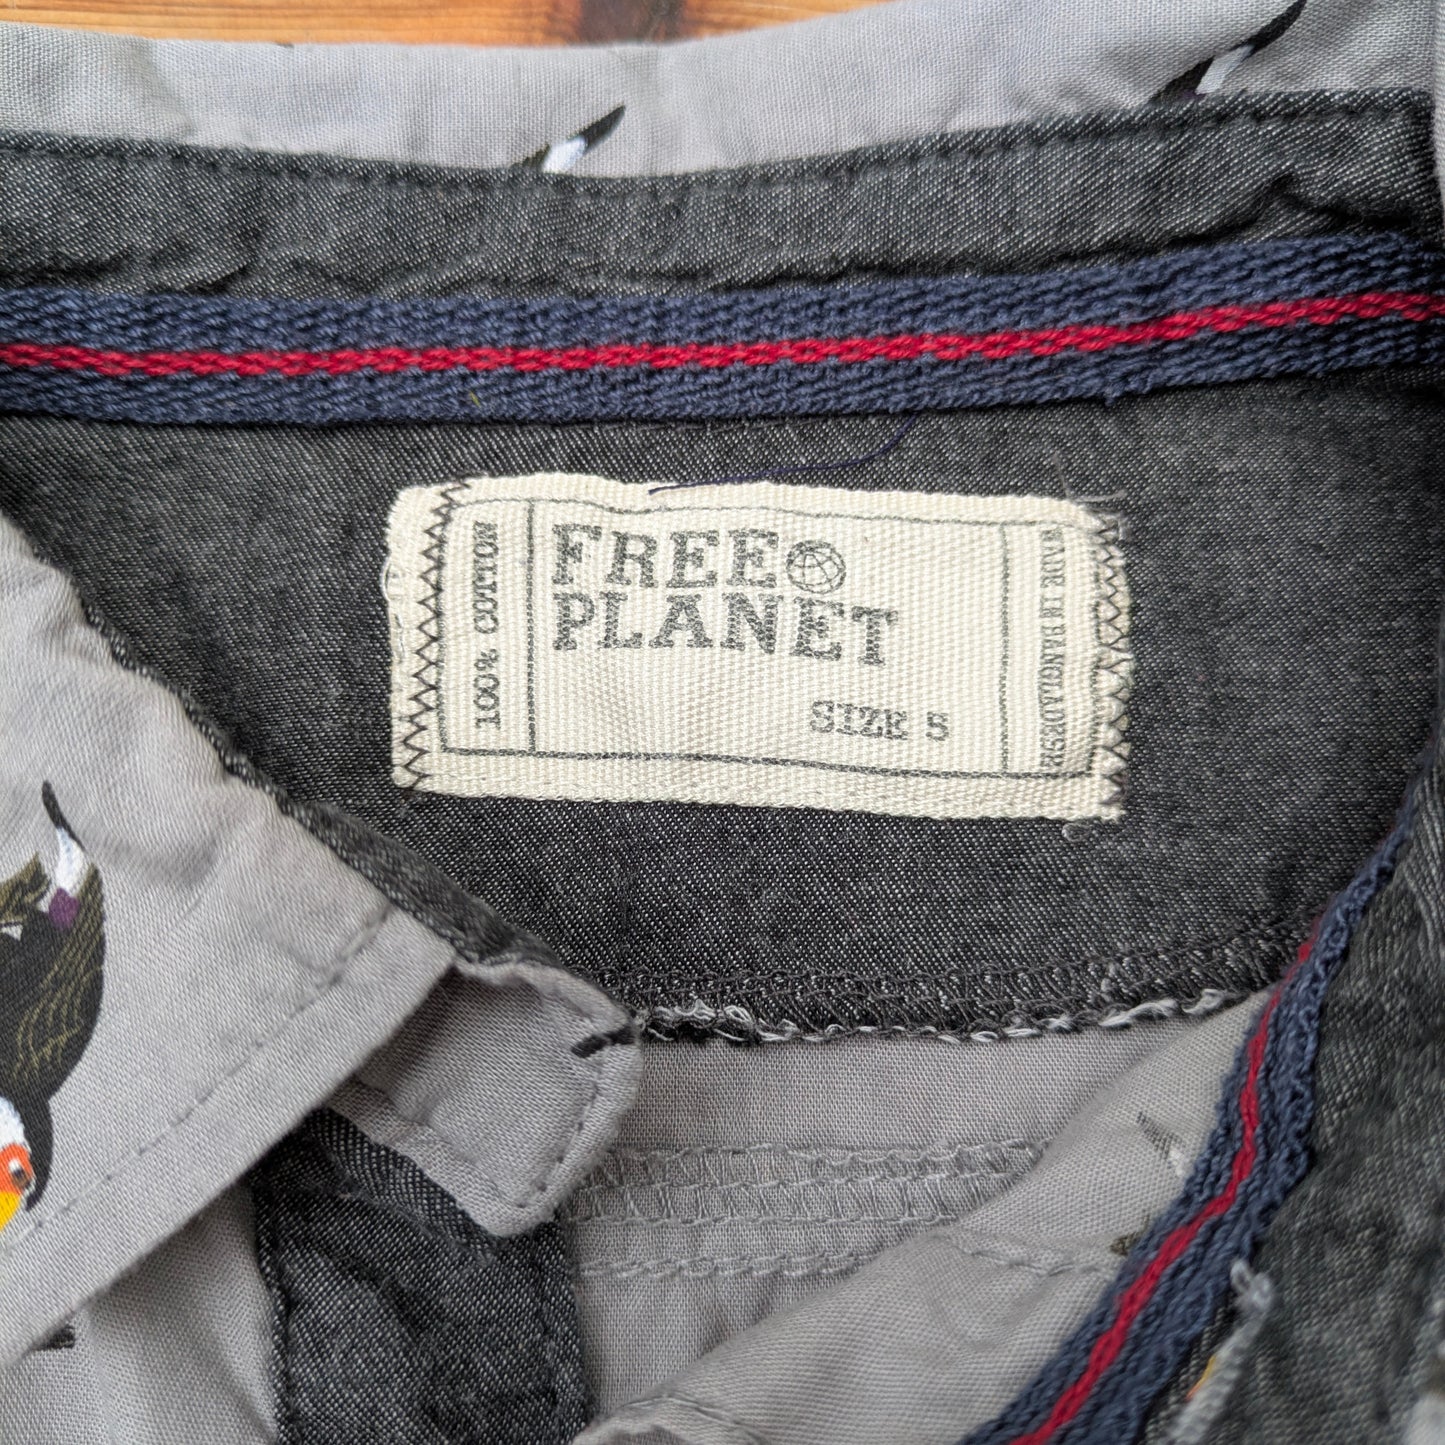 100% COTTON
FREE
PLANET
SIZE 5
MADE IN BANGLADESH